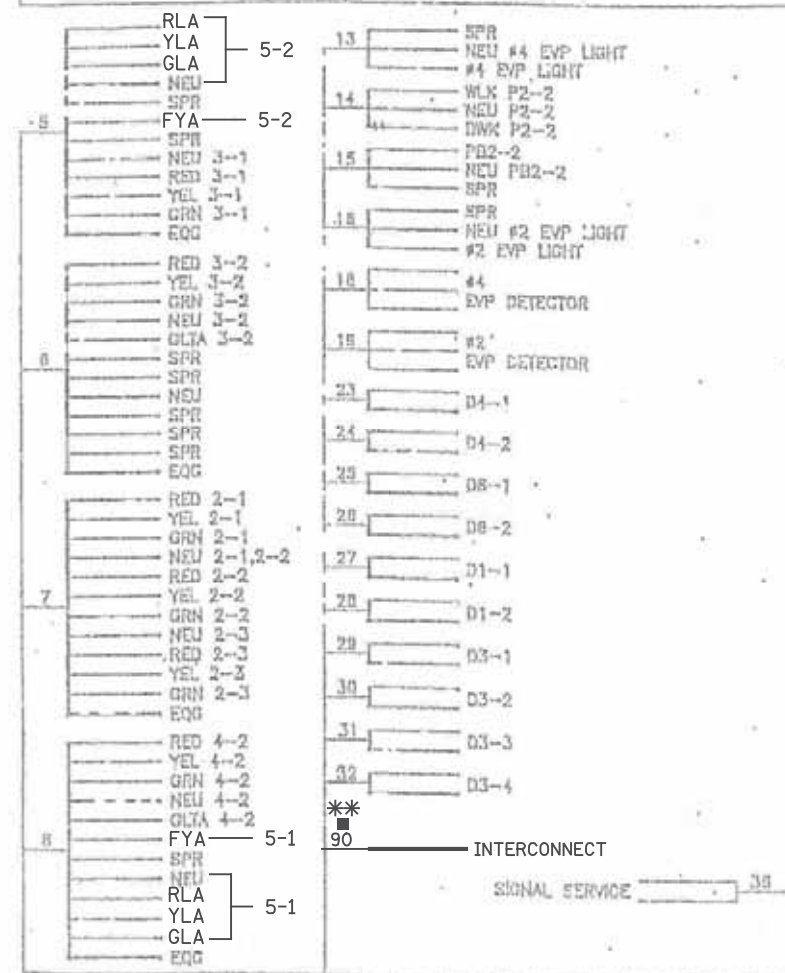 RLA
YLA
GLA
NEU
5-2
SPR
5
FYA 5-2
SPR
NEU 3-1
RED 3-1
YEL 3-1
GRN 3-1
EQG
RED 3-2
YEL 3-2
GRN 3-2
NEU 3-2
GLTA 3-2
6
SPR
SPR
NEU
SPR
SPR
SPR
EQG
RED 2-1
YEL 2-1
GRN 2-1
NEU 2-1,2-2
RED 2-2
7
YEL 2-2
GRN 2-2
NEU 2-3
RED 2-3
YEL 2-3
GRN 2-3
EQG
RED 4-2
YEL 4-2
GRN 4-2
NEU 4-2
GLTA 4-2
8
FYA 5-1
SPR
NEU
RLA
YLA
GLA
5-1
EQG
13
SPR
NEU #4 EVP LIGHT
#4 EVP LIGHT
14
WLK P2-2
NEU P2-2
DWK P2-2
15
PB2-2
NEU PB2-2
SPR
SPR
NEU #2 EVP LIGHT
#2 EVP LIGHT
#4
EVP DETECTOR
#2
EVP DETECTOR
23
D4-1
24
D4-2
25
D8-1
26
D8-2
27
D1-1
28
D1-2
29
D3-1
30
D3-2
31
D3-3
32
D3-4
**
90
INTERCONNECT
SIGNAL SERVICE